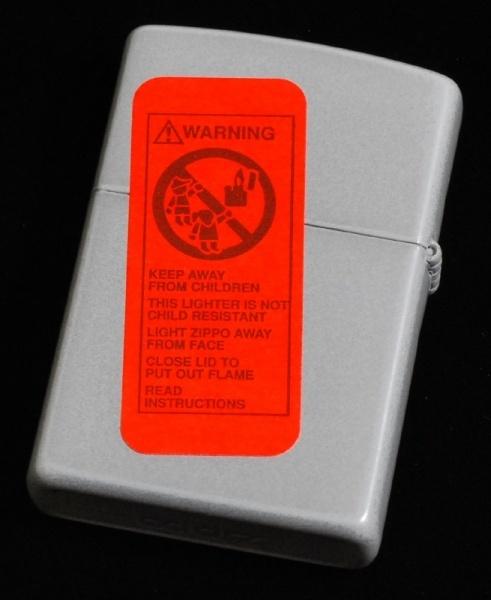 WARNING
KEEP AWAY
FROM CHILDREN
THIS LIGHTER IS NOT
CHILD RESISTANT
LIGHT ZIPPO AWAY
FROM FACE
CLOSE LID TO
PUT OUT FLAME
READ
INSTRUCTIONS